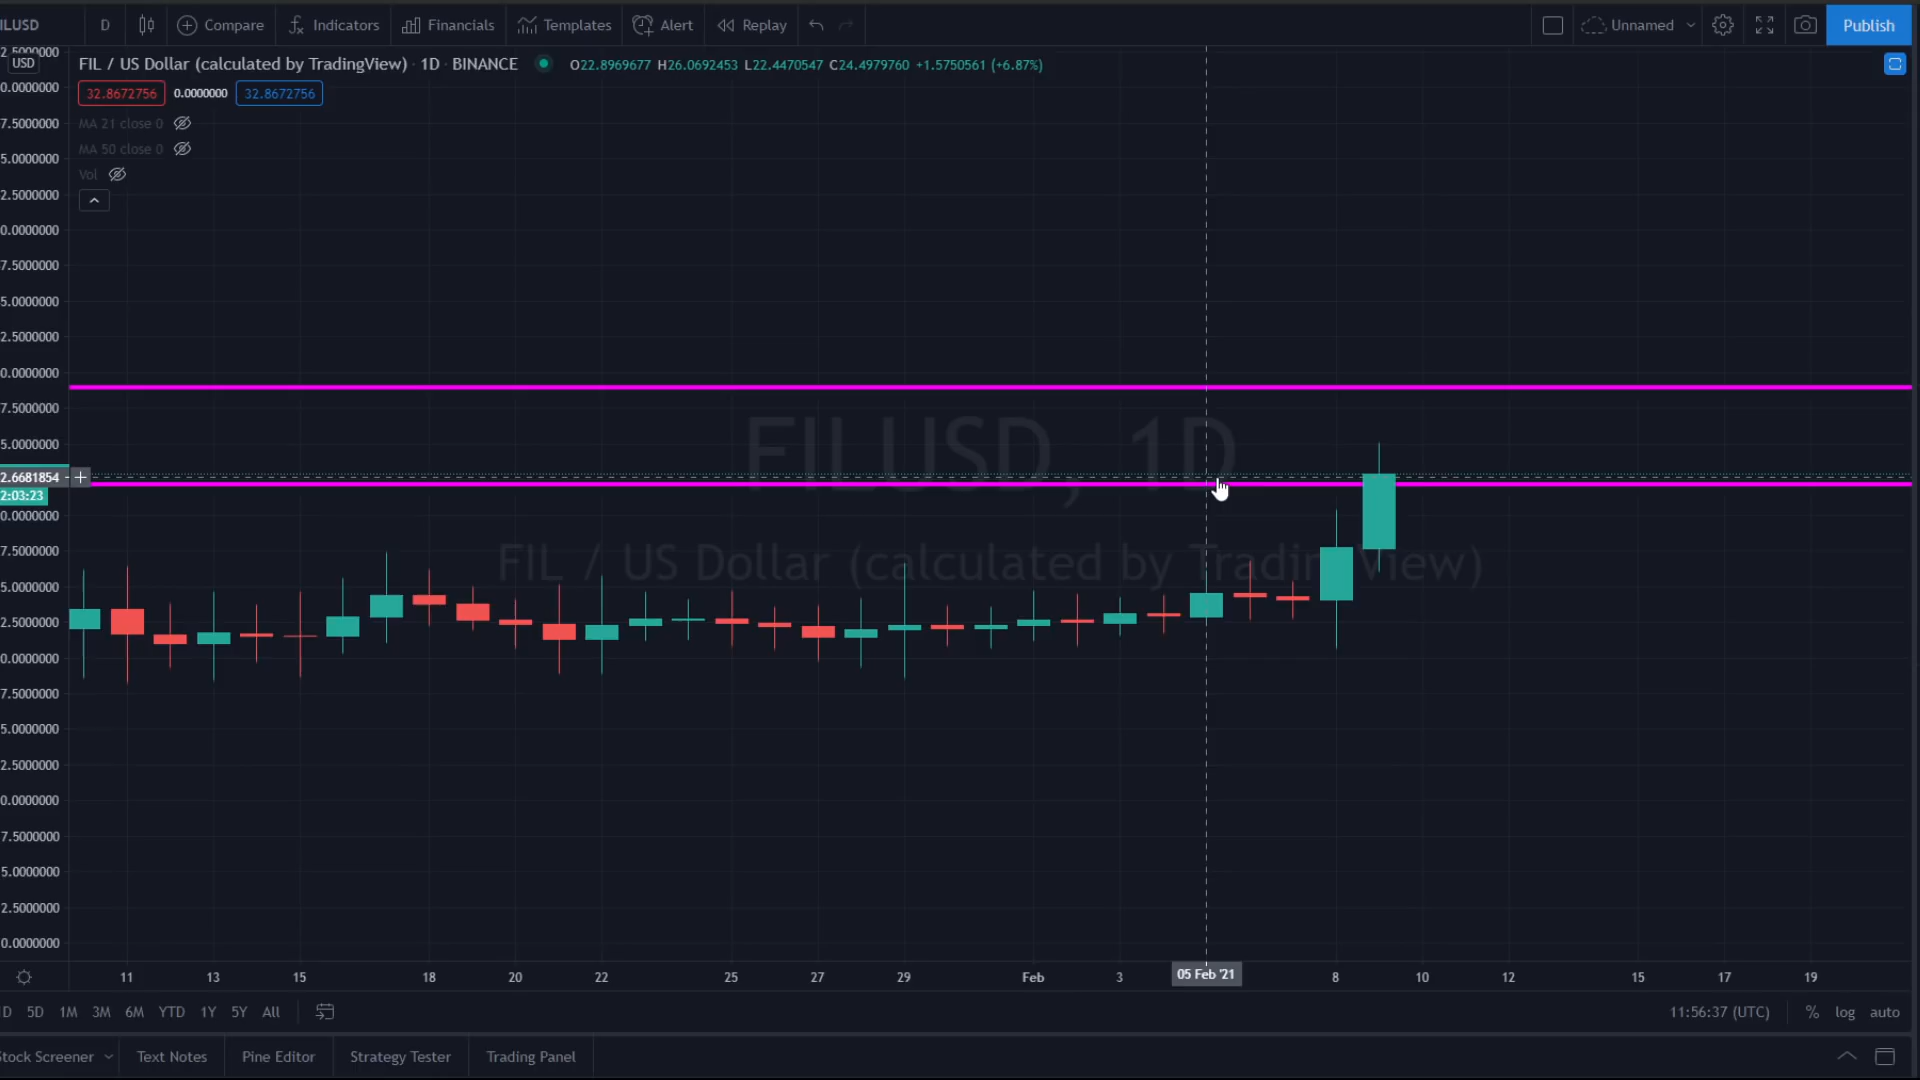 ILUSD D Compare Indicators Financials Templates Alert Replay Unnamed Publish
FIL / US Dollar (calculated by TradingView) · 1D · BINANCE O22.8969677 H26.0692453 L22.4470547 C24.4979760 +1.5750561 (+6.87%)
32.8672756 0.0000000 32.8672756
MA 21 close 0
MA 50 close 0
Vol
2.5000000
USD
0.0000000
7.5000000
5.0000000
2.5000000
0.0000000
7.5000000
5.0000000
2.5000000
0.0000000
7.5000000
5.0000000
2.6681854
2:03:23
0.0000000
7.5000000
5.0000000
2.5000000
0.0000000
7.5000000
5.0000000
2.5000000
0.0000000
7.5000000
5.0000000
2.5000000
0.0000000
FILUSD, 1D
FIL / US Dollar (calculated by TradingView)
11 13 15 18 20 22 25 27 29 Feb 3 05 Feb '21 8 10 12 15 17 19
1D 5D 1M 3M 6M YTD 1Y 5Y All 11:56:37 (UTC) % log auto
Stock Screener Text Notes Pine Editor Strategy Tester Trading Panel